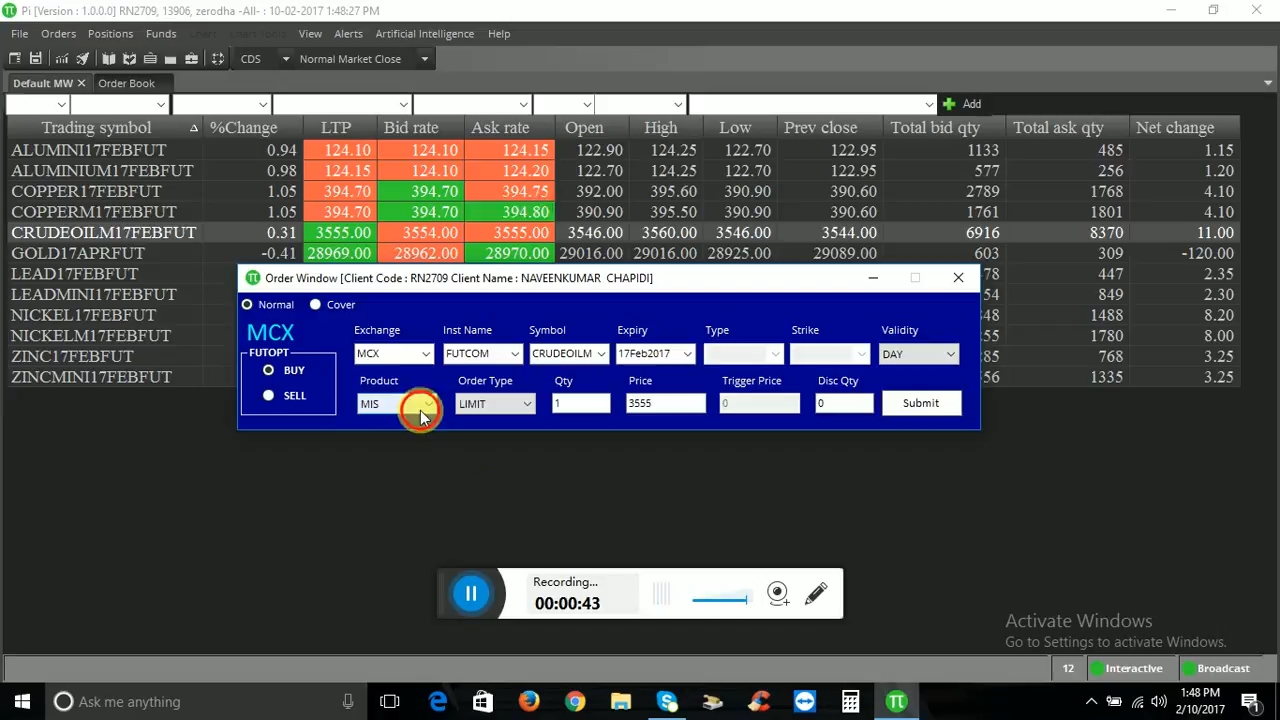 Pi [Version : 1.0.0.0] RN2709, 13906, zerodha -All- : 10-02-2017 1:48:27 PM
File Orders Positions Funds Chart Chart Tools View Alerts Artificial Intelligence Help
CDS Normal Market Close
Default MW Order Book
Add
Trading symbol %Change LTP Bid rate Ask rate Open High Low Prev close Total bid qty Total ask qty Net change
ALUMINI17FEBFUT 0.94 124.10 124.10 124.15 122.90 124.25 122.70 122.95 1133 485 1.15
ALUMINIUM17FEBFUT 0.98 124.15 124.10 124.20 122.70 124.25 122.70 122.95 577 256 1.20
COPPER17FEBFUT 1.05 394.70 394.70 394.75 392.00 395.60 390.90 390.60 2789 1768 4.10
COPPERM17FEBFUT 1.05 394.70 394.70 394.80 390.90 395.50 390.90 390.60 1761 1801 4.10
CRUDEOILM17FEBFUT 0.31 3555.00 3554.00 3555.00 3546.00 3560.00 3546.00 3544.00 6916 8370 11.00
GOLD17APRFUT -0.41 28969.00 28962.00 28970.00 29016.00 29016.00 28925.00 29089.00 603 309 -120.00
LEAD17FEBFUT 478 447 2.35
LEADMINI17FEBFUT 54 849 2.30
NICKEL17FEBFUT 55 1440 8.20
NICKELM17FEBFUT 55 1780 8.00
ZINC17FEBFUT 285 768 3.25
ZINCMINI17FEBFUT 56 1335 3.25
Order Window [Client Code : RN2709 Client Name : NAVEENKUMAR CHAPIDI]
Normal Cover
MCX
FUTOPT
BUY
SELL
Exchange Inst Name Symbol Expiry Type Strike Validity
MCX FUTCOM CRUDEOILM 17Feb2017 DAY
Product Order Type Qty Price Trigger Price Disc Qty
MIS LIMIT 1 3555 0 0 Submit
Recording...
00:00:43
Activate Windows
Go to Settings to activate Windows.
12 Interactive Broadcast
Ask me anything
1:48 PM
2/10/2017
1